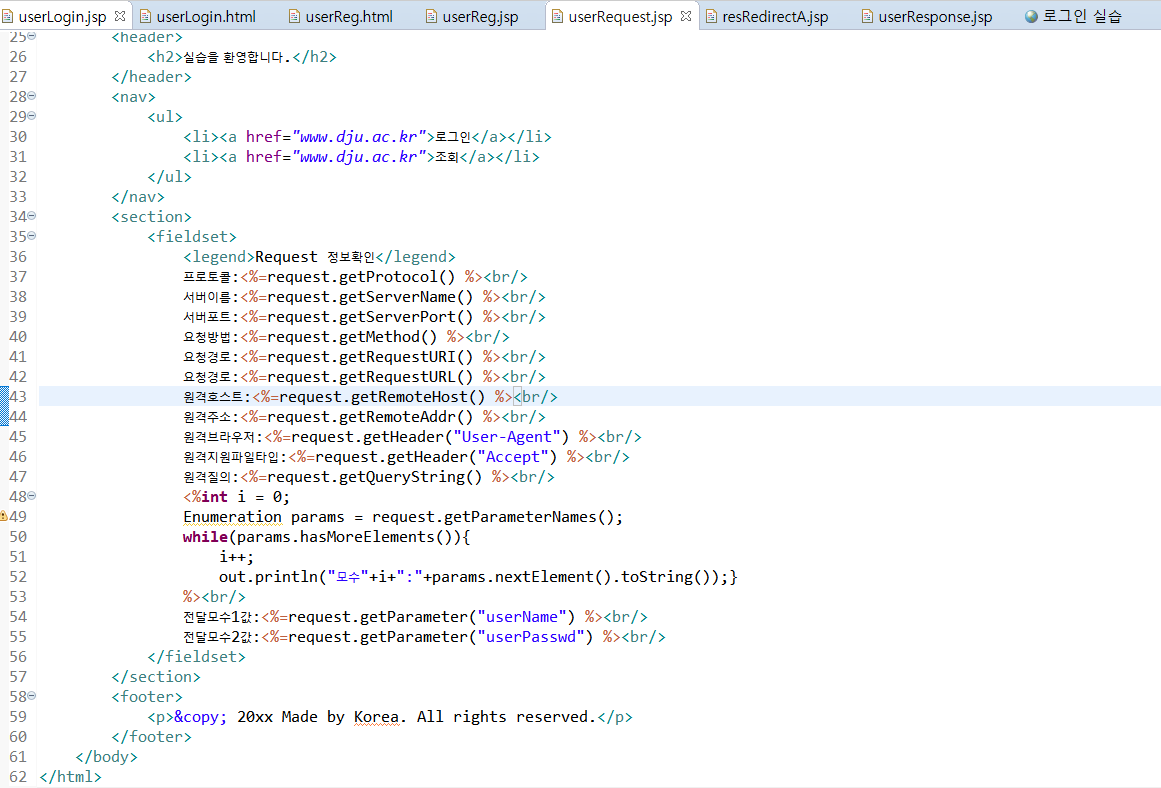 userLogin.jsp userLogin.html userReg.html userReg.jsp userRequest.jsp resRedirectA.jsp userResponse.jsp 로그인 실습
25 <header>
26 <h2>실습을 환영합니다.</h2>
27 </header>
28 <nav>
29 <ul>
30 <li><a href="www.dju.ac.kr">로그인</a></li>
31 <li><a href="www.dju.ac.kr">조회</a></li>
32 </ul>
33 </nav>
34 <section>
35 <fieldset>
36 <legend>Request 정보확인</legend>
37 프로토콜:<%=request.getProtocol() %><br/>
38 서버이름:<%=request.getServerName() %><br/>
39 서버포트:<%=request.getServerPort() %><br/>
40 요청방법:<%=request.getMethod() %><br/>
41 요청경로:<%=request.getRequestURI() %><br/>
42 요청경로:<%=request.getRequestURL() %><br/>
43 원격호스트:<%=request.getRemoteHost() %><br/>
44 원격주소:<%=request.getRemoteAddr() %><br/>
45 원격브라우저:<%=request.getHeader("User-Agent") %><br/>
46 원격지원파일타입:<%=request.getHeader("Accept") %><br/>
47 원격질의:<%=request.getQueryString() %><br/>
48 <%int i = 0;
49 Enumeration params = request.getParameterNames();
50 while(params.hasMoreElements()){
51 i++;
52 out.println("모수"+i+":"+params.nextElement().toString());}
53 %><br/>
54 전달모수1값:<%=request.getParameter("userName") %><br/>
55 전달모수2값:<%=request.getParameter("userPasswd") %><br/>
56 </fieldset>
57 </section>
58 <footer>
59 <p>&copy; 20xx Made by Korea. All rights reserved.</p>
60 </footer>
61 </body>
62 </html>